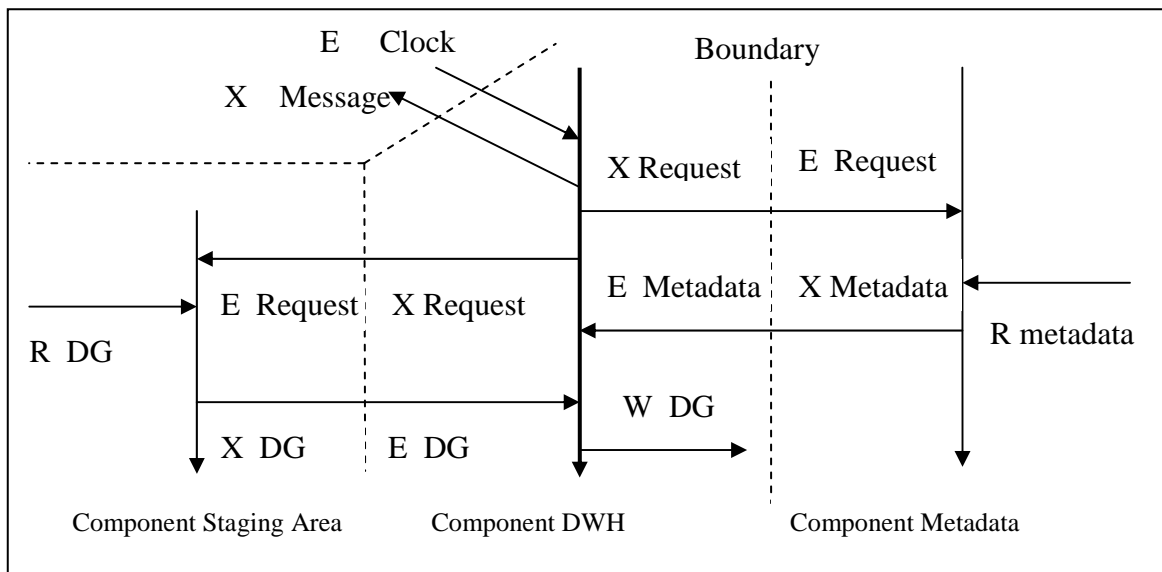 E Clock
Boundary
X Message
X Request
E Request
E Request
X Request
E Metadata
X Metadata
R DG
R metadata
W DG
X DG
E DG
Component Staging Area
Component DWH
Component Metadata